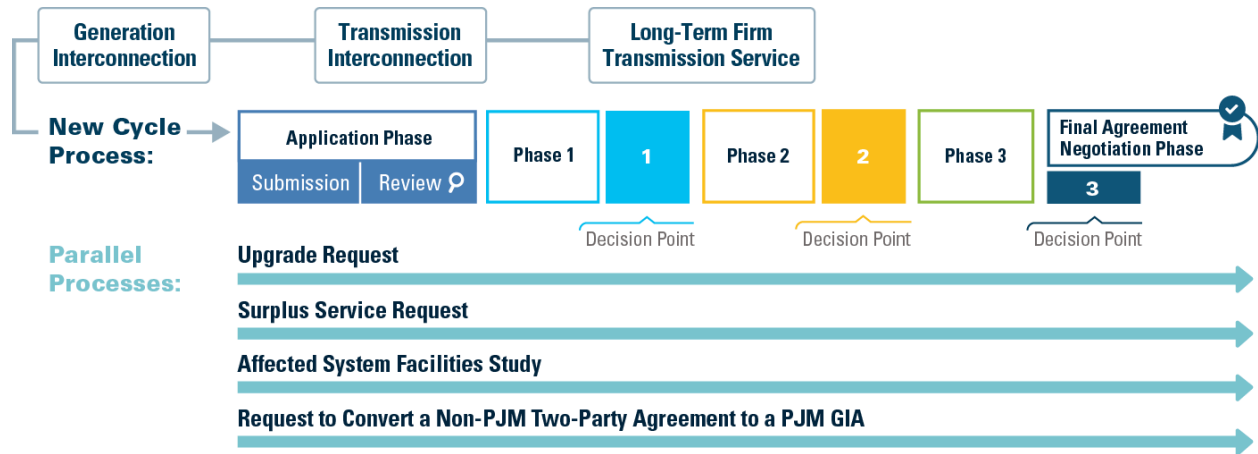 Generation
Interconnection
Transmission
Interconnection
Long-Term Firm
Transmission Service
New Cycle
Process:
Application Phase
Submission
Review
Phase 1
1
Phase 2
2
Phase 3
Final Agreement
Negotiation Phase
3
Decision Point
Decision Point
Decision Point
Parallel
Processes:
Upgrade Request
Surplus Service Request
Affected System Facilities Study
Request to Convert a Non-PJM Two-Party Agreement to a PJM GIA